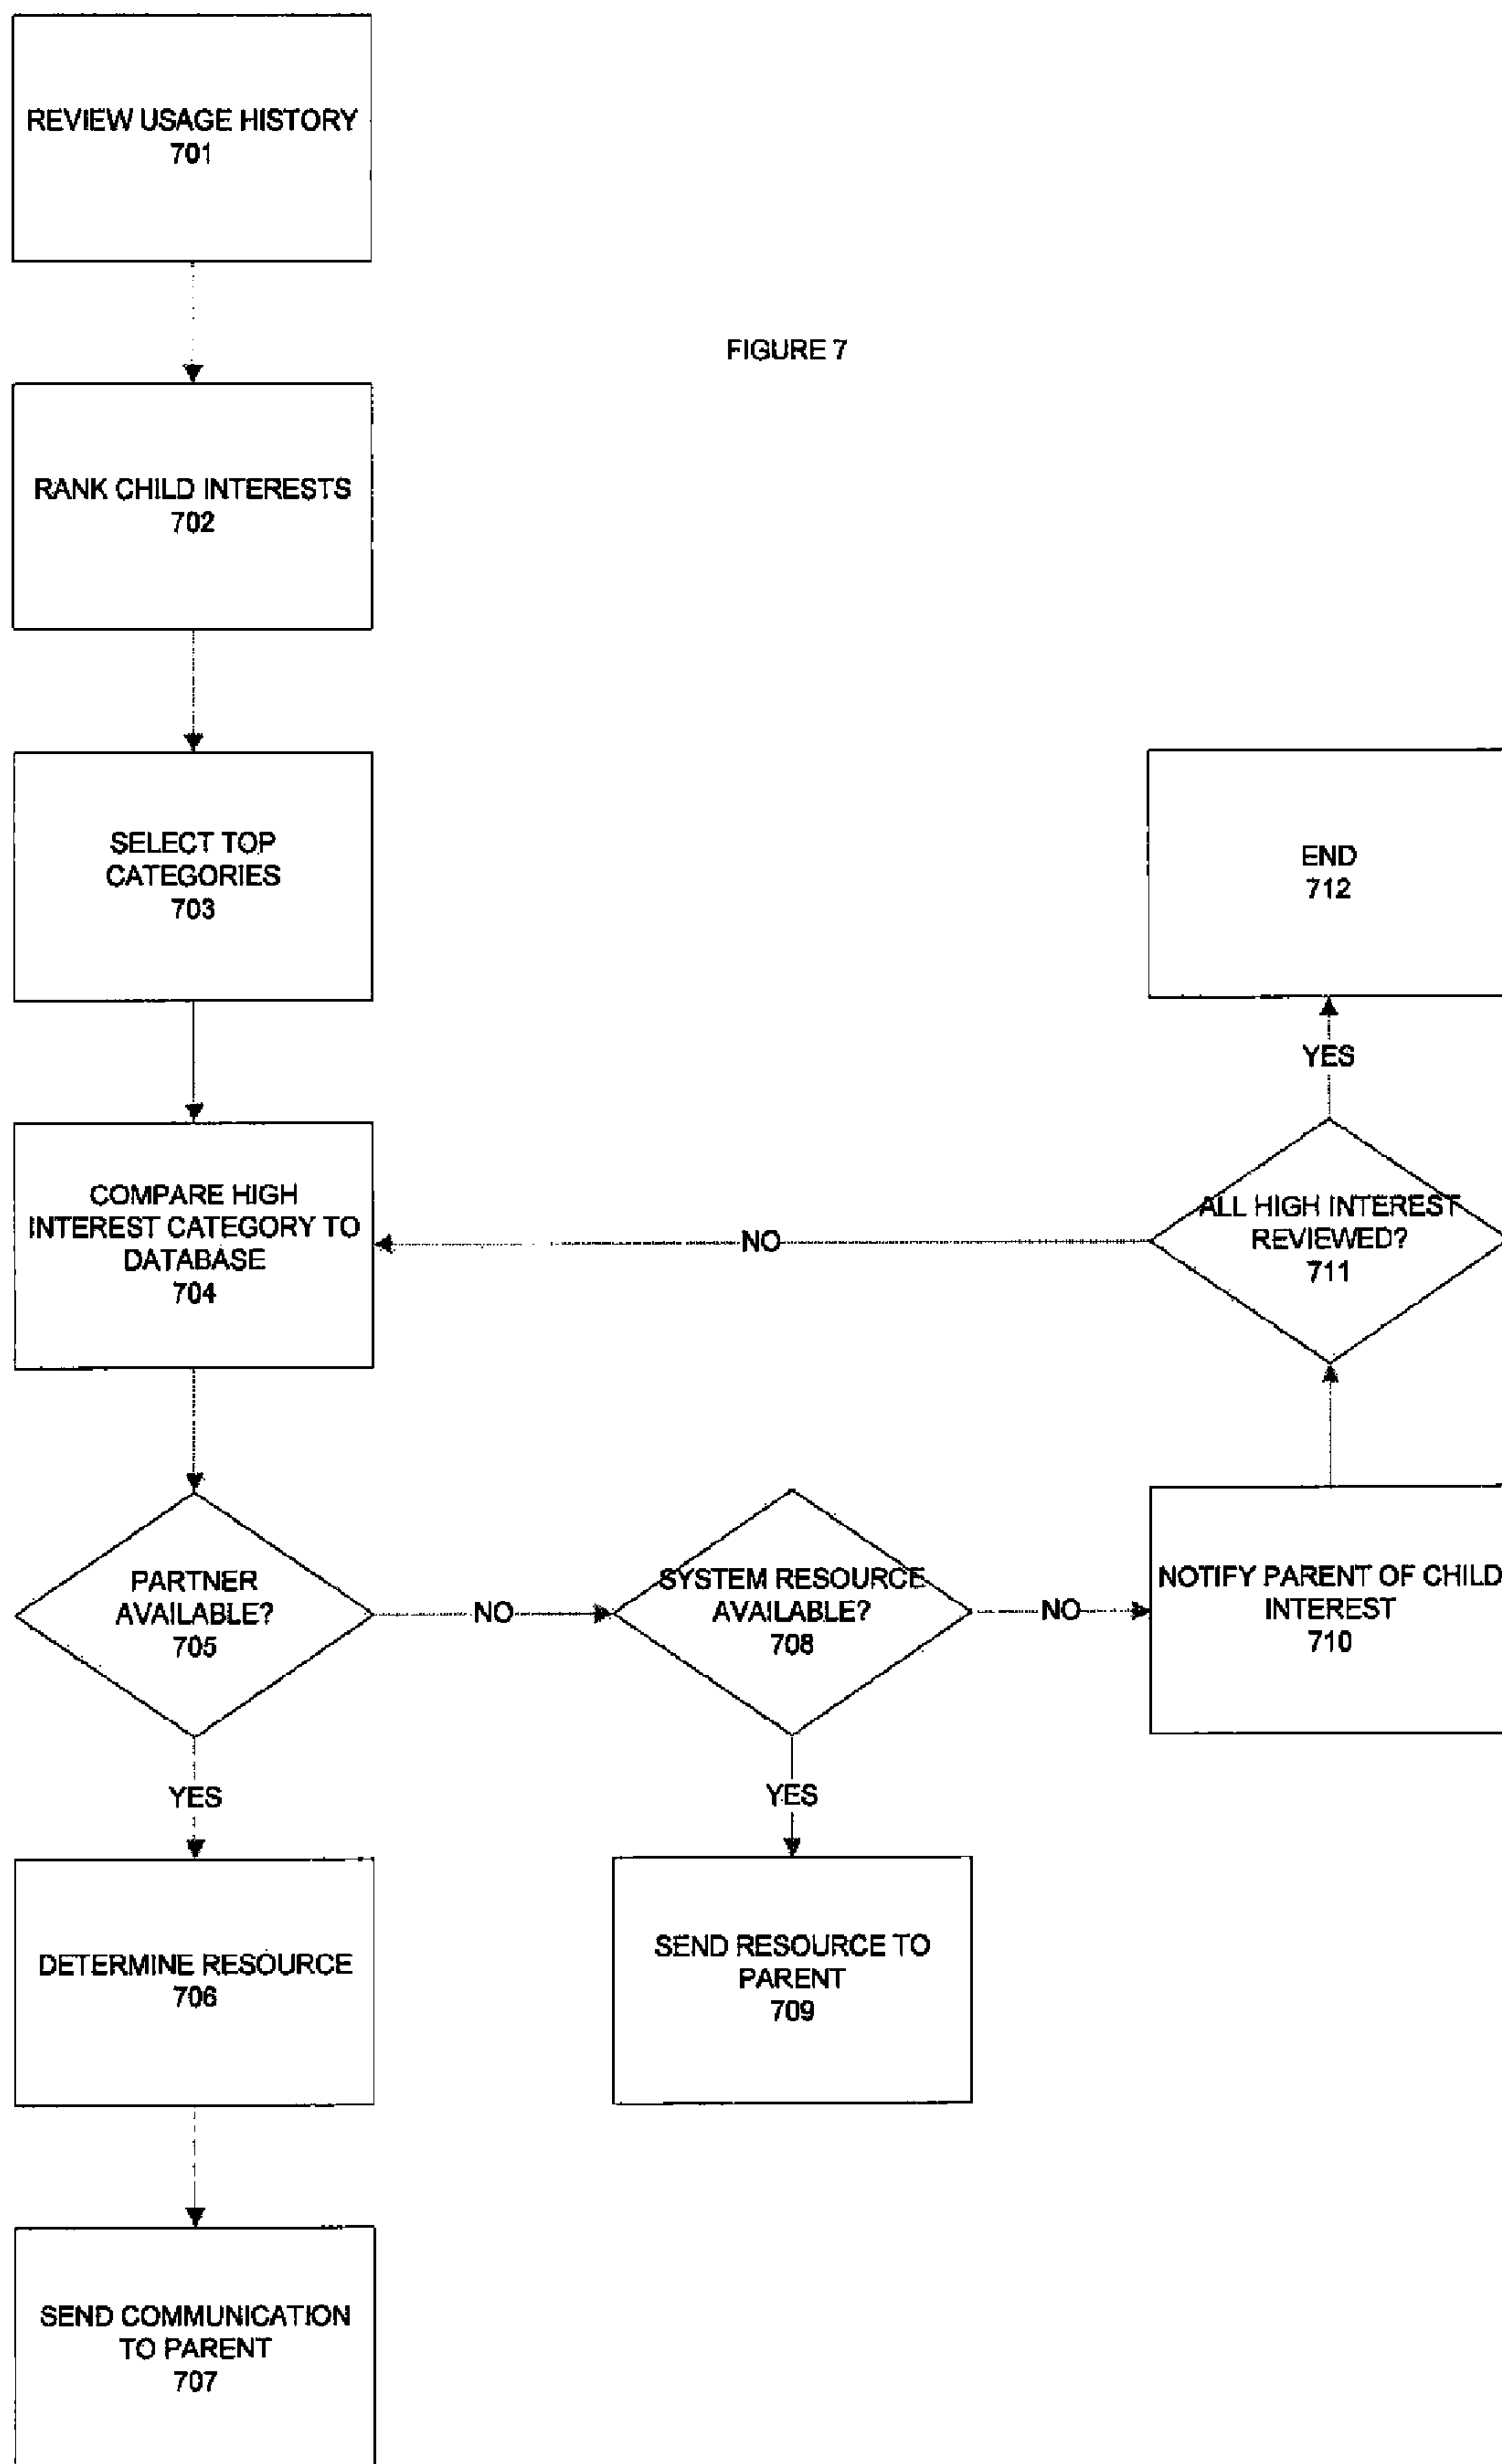 REVIEW USAGE HISTORY
701
FIGURE 7
RANK CHILD INTERESTS
702
SELECT TOP
CATEGORIES
703
END
712
YES
COMPARE HIGH
INTEREST CATEGORY TO
DATABASE
704
NO
ALL HIGH INTEREST
REVIEWED?
711
PARTNER
AVAILABLE?
705
NO
SYSTEM RESOURCE
AVAILABLE?
708
NO
NOTIFY PARENT OF CHILD
INTEREST
710
YES
YES
DETERMINE RESOURCE
706
SEND RESOURCE TO
PARENT
709
SEND COMMUNICATION
TO PARENT
707